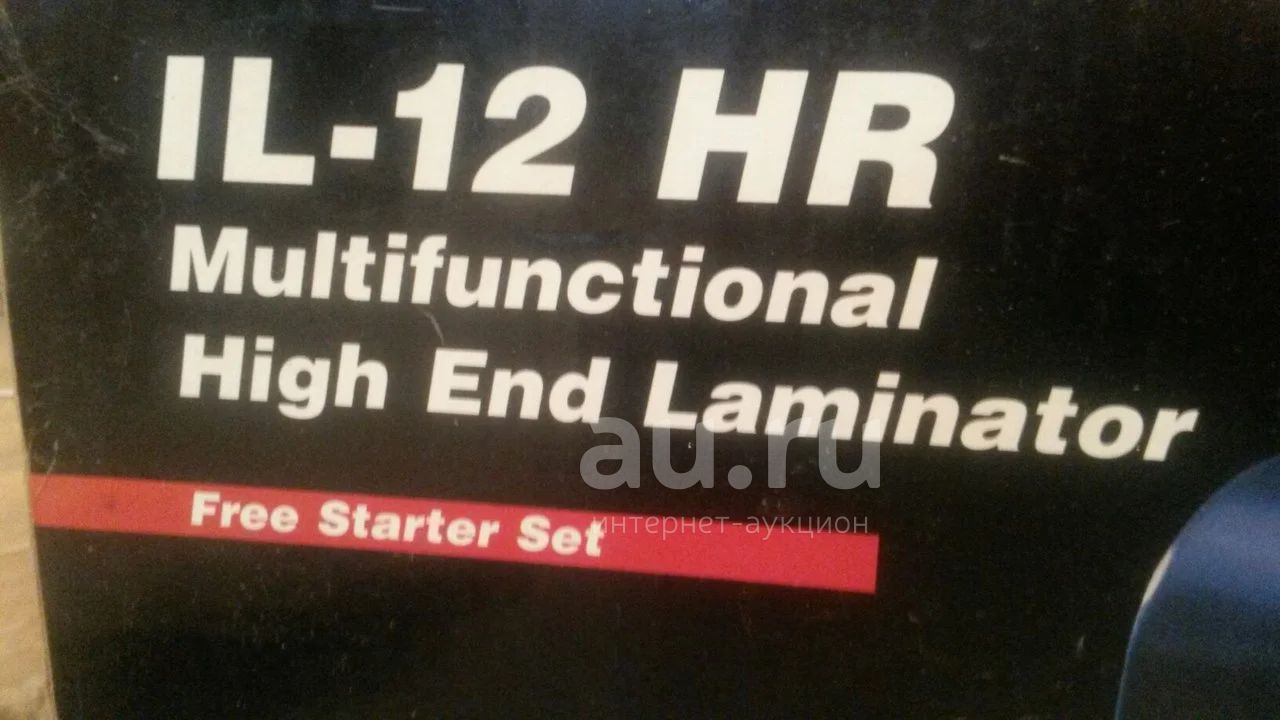 IL-12 HR
Multifunctional
High End Laminator
au.ru
интернет-аукцион
Free Starter Set